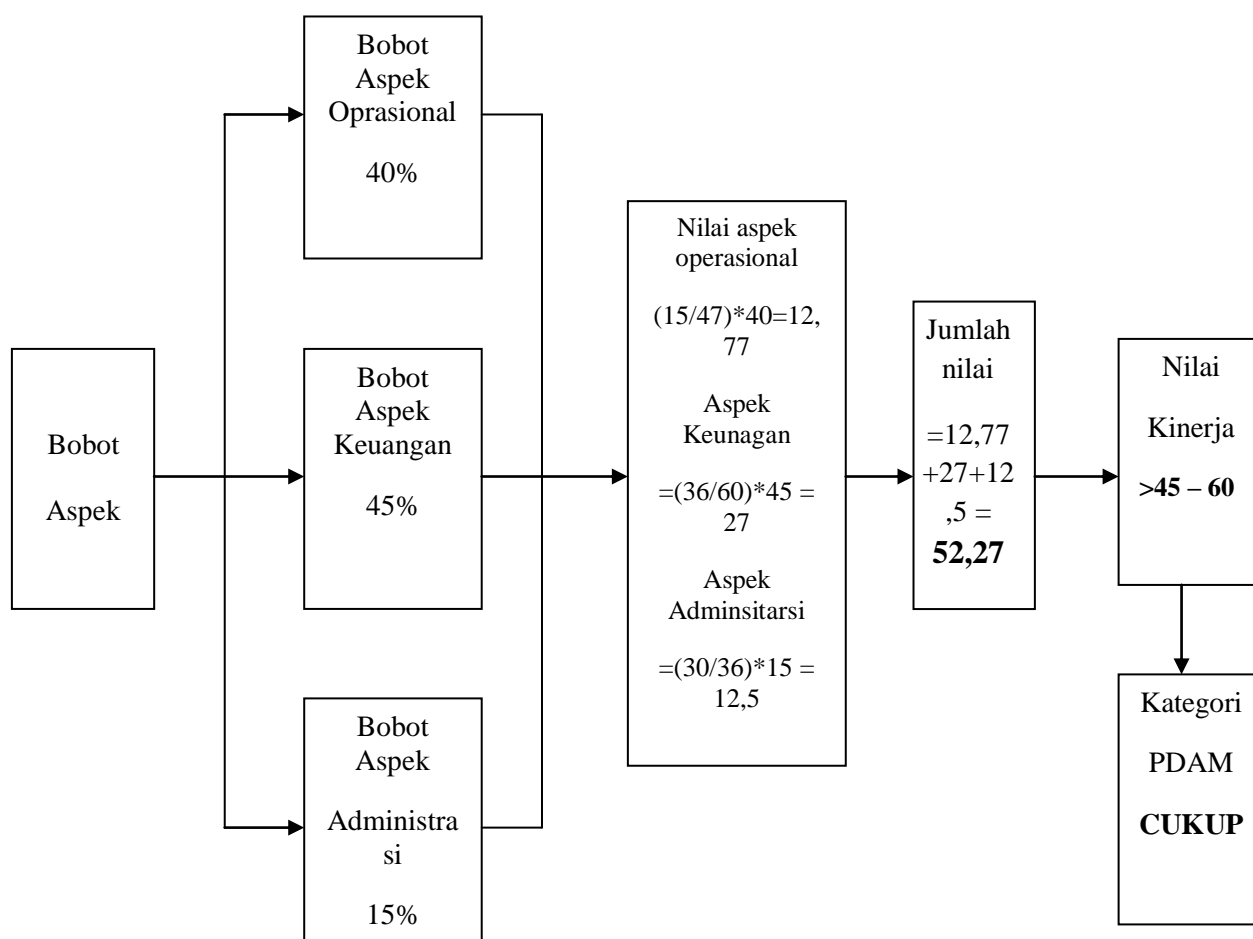 Bobot
Aspek
Bobot
Aspek
Oprasional
40%
Bobot
Aspek
Keuangan
45%
Bobot
Aspek
Administra
si
15%
Nilai aspek
operasional
(15/47)*40=12,
77
Aspek
Keunagan
=(36/60)*45 =
27
Aspek
Adminsitarsi
=(30/36)*15 =
12,5
Jumlah
nilai
=12,77
+27+12
,5 =
52,27
Nilai
Kinerja
>45 – 60
Kategori
PDAM
CUKUP